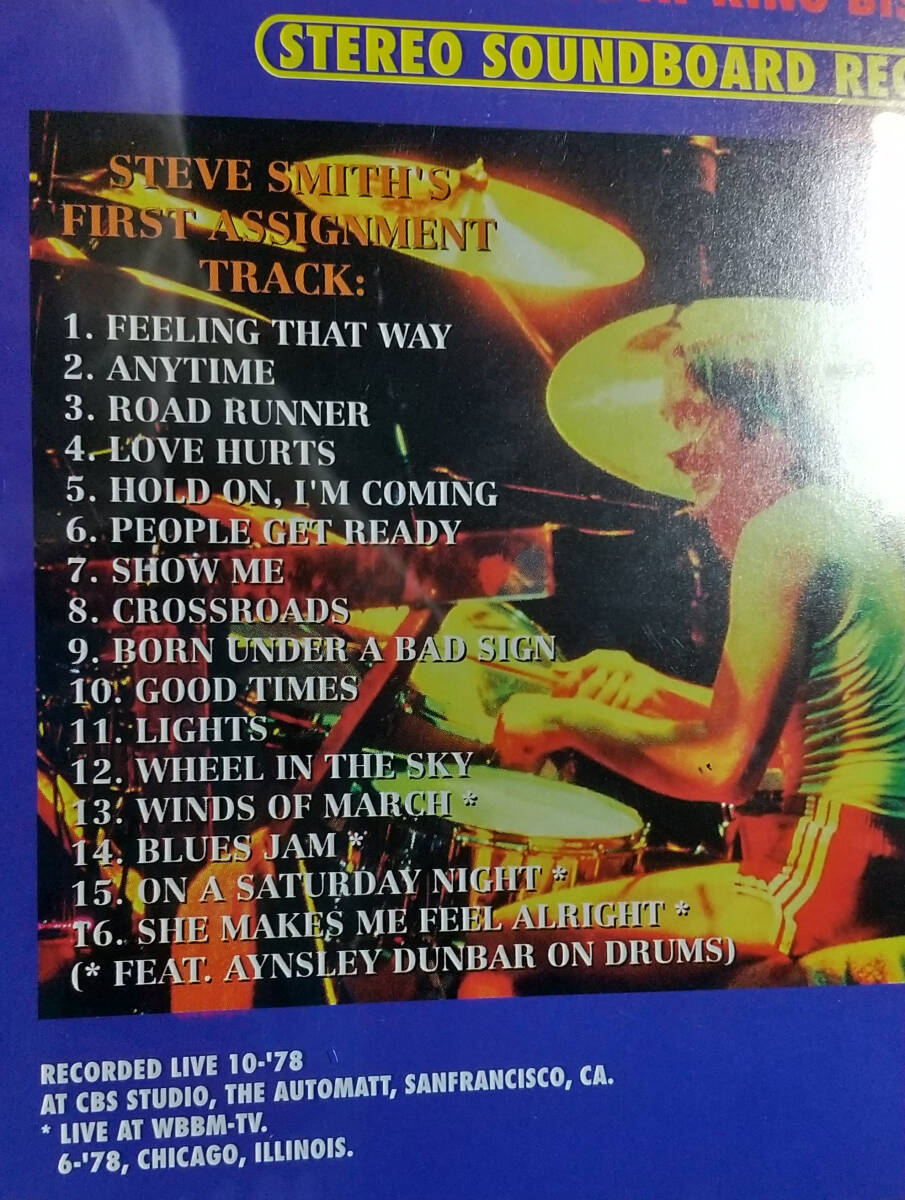 KING BIS
STEREO SOUNDBOARD REC
STEVE SMITH'S
FIRST ASSIGNMENT
TRACK:
1. FEELING THAT WAY
2. ANYTIME
3. ROAD RUNNER
4. LOVE HURTS
5. HOLD ON, I'M COMING
6. PEOPLE GET READY
7. SHOW ME
8. CROSSROADS
9. BORN UNDER A BAD SIGN
10. GOOD TIMES
11. LIGHTS
12. WHEEL IN THE SKY
13. WINDS OF MARCH *
14. BLUES JAM *
15. ON A SATURDAY NIGHT *
16. SHE MAKES ME FEEL ALRIGHT *
(* FEAT. AYNSLEY DUNBAR ON DRUMS)
RECORDED LIVE 10-'78
AT CBS STUDIO, THE AUTOMATT, SANFRANCISCO, CA.
* LIVE AT WBBM-TV.
6-'78, CHICAGO, ILLINOIS.